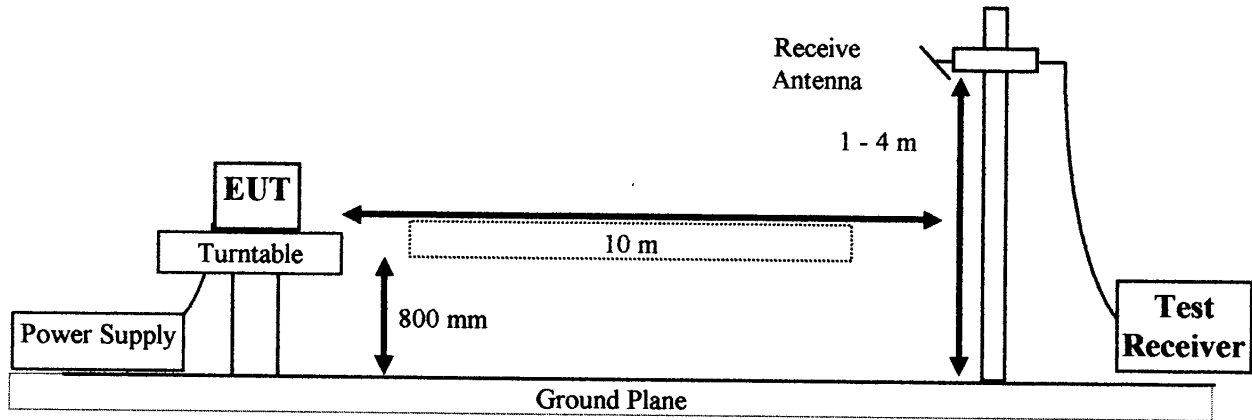 Receive
Antenna
1 - 4 m
EUT
Turntable
10 m
800 mm
Power Supply
Test
Receiver
Ground Plane